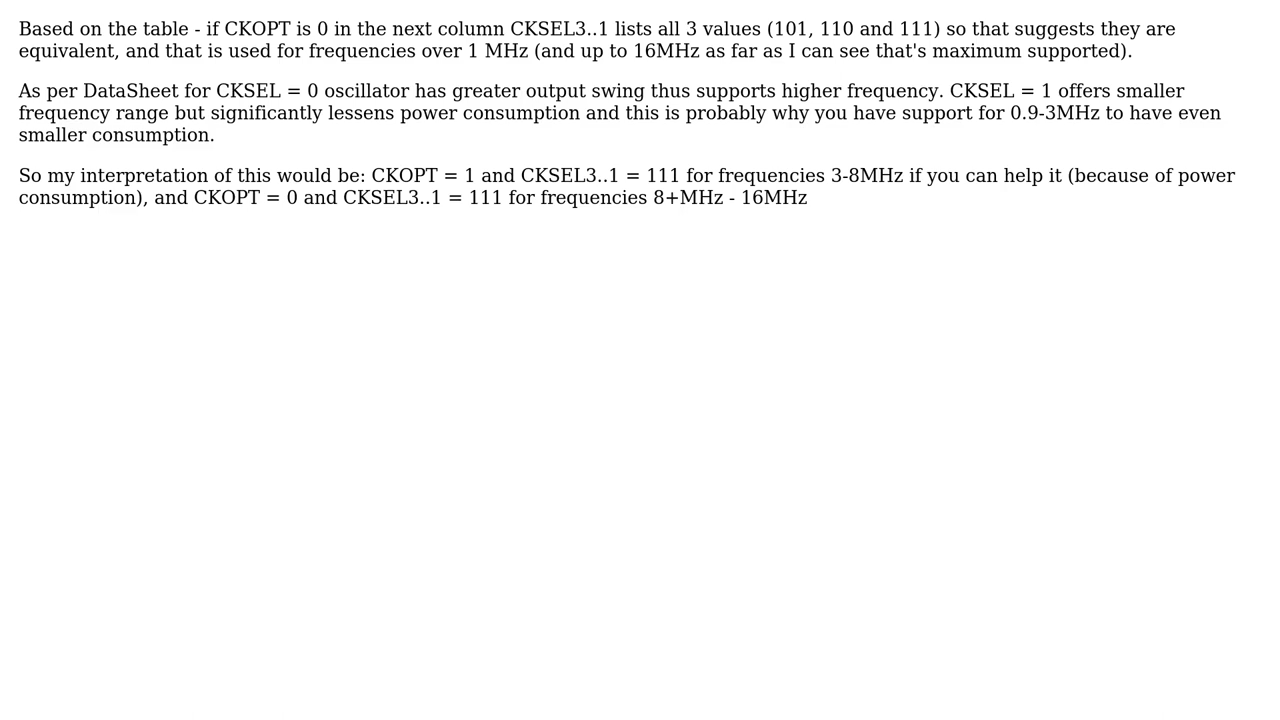 Based on the table - if CKOPT is 0 in the next column CKSEL3..1 lists all 3 values (101, 110 and 111) so that suggests they are
equivalent, and that is used for frequencies over 1 MHz (and up to 16MHz as far as I can see that's maximum supported).
As per DataSheet for CKSEL = 0 oscillator has greater output swing thus supports higher frequency. CKSEL = 1 offers smaller
frequency range but significantly lessens power consumption and this is probably why you have support for 0.9-3MHz to have even
smaller consumption.
So my interpretation of this would be: CKOPT = 1 and CKSEL3..1 = 111 for frequencies 3-8MHz if you can help it (because of power
consumption), and CKOPT = 0 and CKSEL3..1 = 111 for frequencies 8+MHz - 16MHz